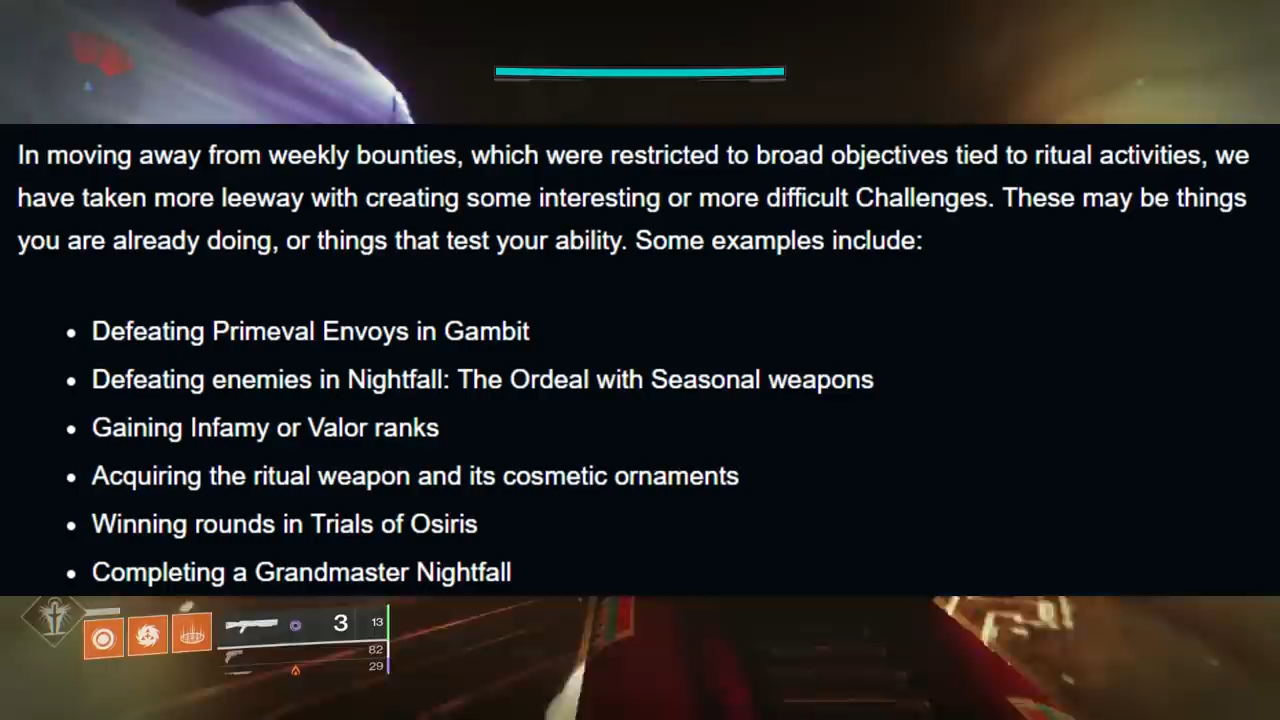 In moving away from weekly bounties, which were restricted to broad objectives tied to ritual activities, we
have taken more leeway with creating some interesting or more difficult Challenges. These may be things
you are already doing, or things that test your ability. Some examples include:
• Defeating Primeval Envoys in Gambit
• Defeating enemies in Nightfall: The Ordeal with Seasonal weapons
• Gaining Infamy or Valor ranks
• Acquiring the ritual weapon and its cosmetic ornaments
• Winning rounds in Trials of Osiris
• Completing a Grandmaster Nightfall
3 13
82
29